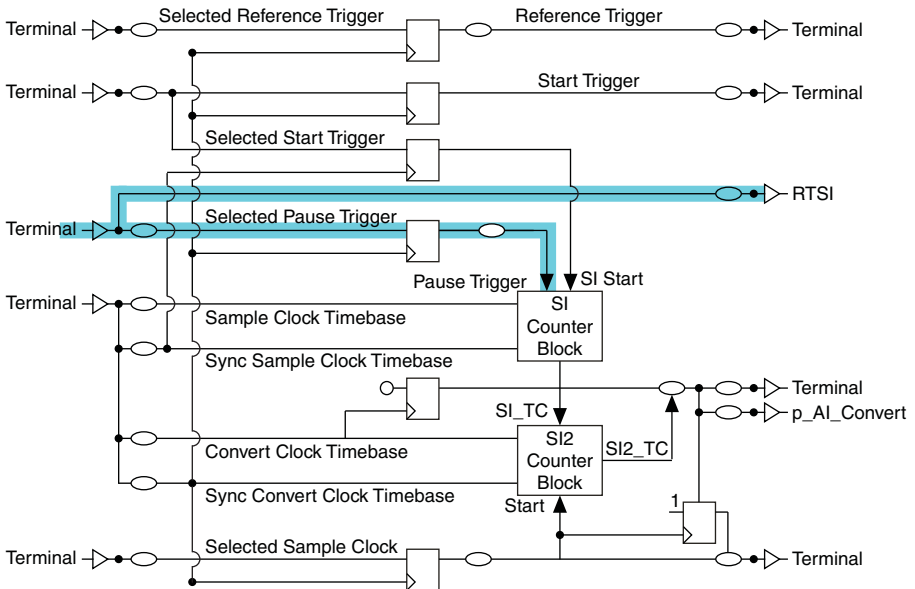 Terminal
Selected Reference Trigger
Reference Trigger
Terminal
Terminal
Start Trigger
Terminal
Selected Start Trigger
RTSI
Terminal
Selected Pause Trigger
Pause Trigger
SI Start
Terminal
Sample Clock Timebase
SI
Counter
Block
Sync Sample Clock Timebase
Terminal
SI_TC
p_AI_Convert
Convert Clock Timebase
SI2
Counter
Block
SI2_TC
Sync Convert Clock Timebase
Start
1
Terminal
Selected Sample Clock
Terminal